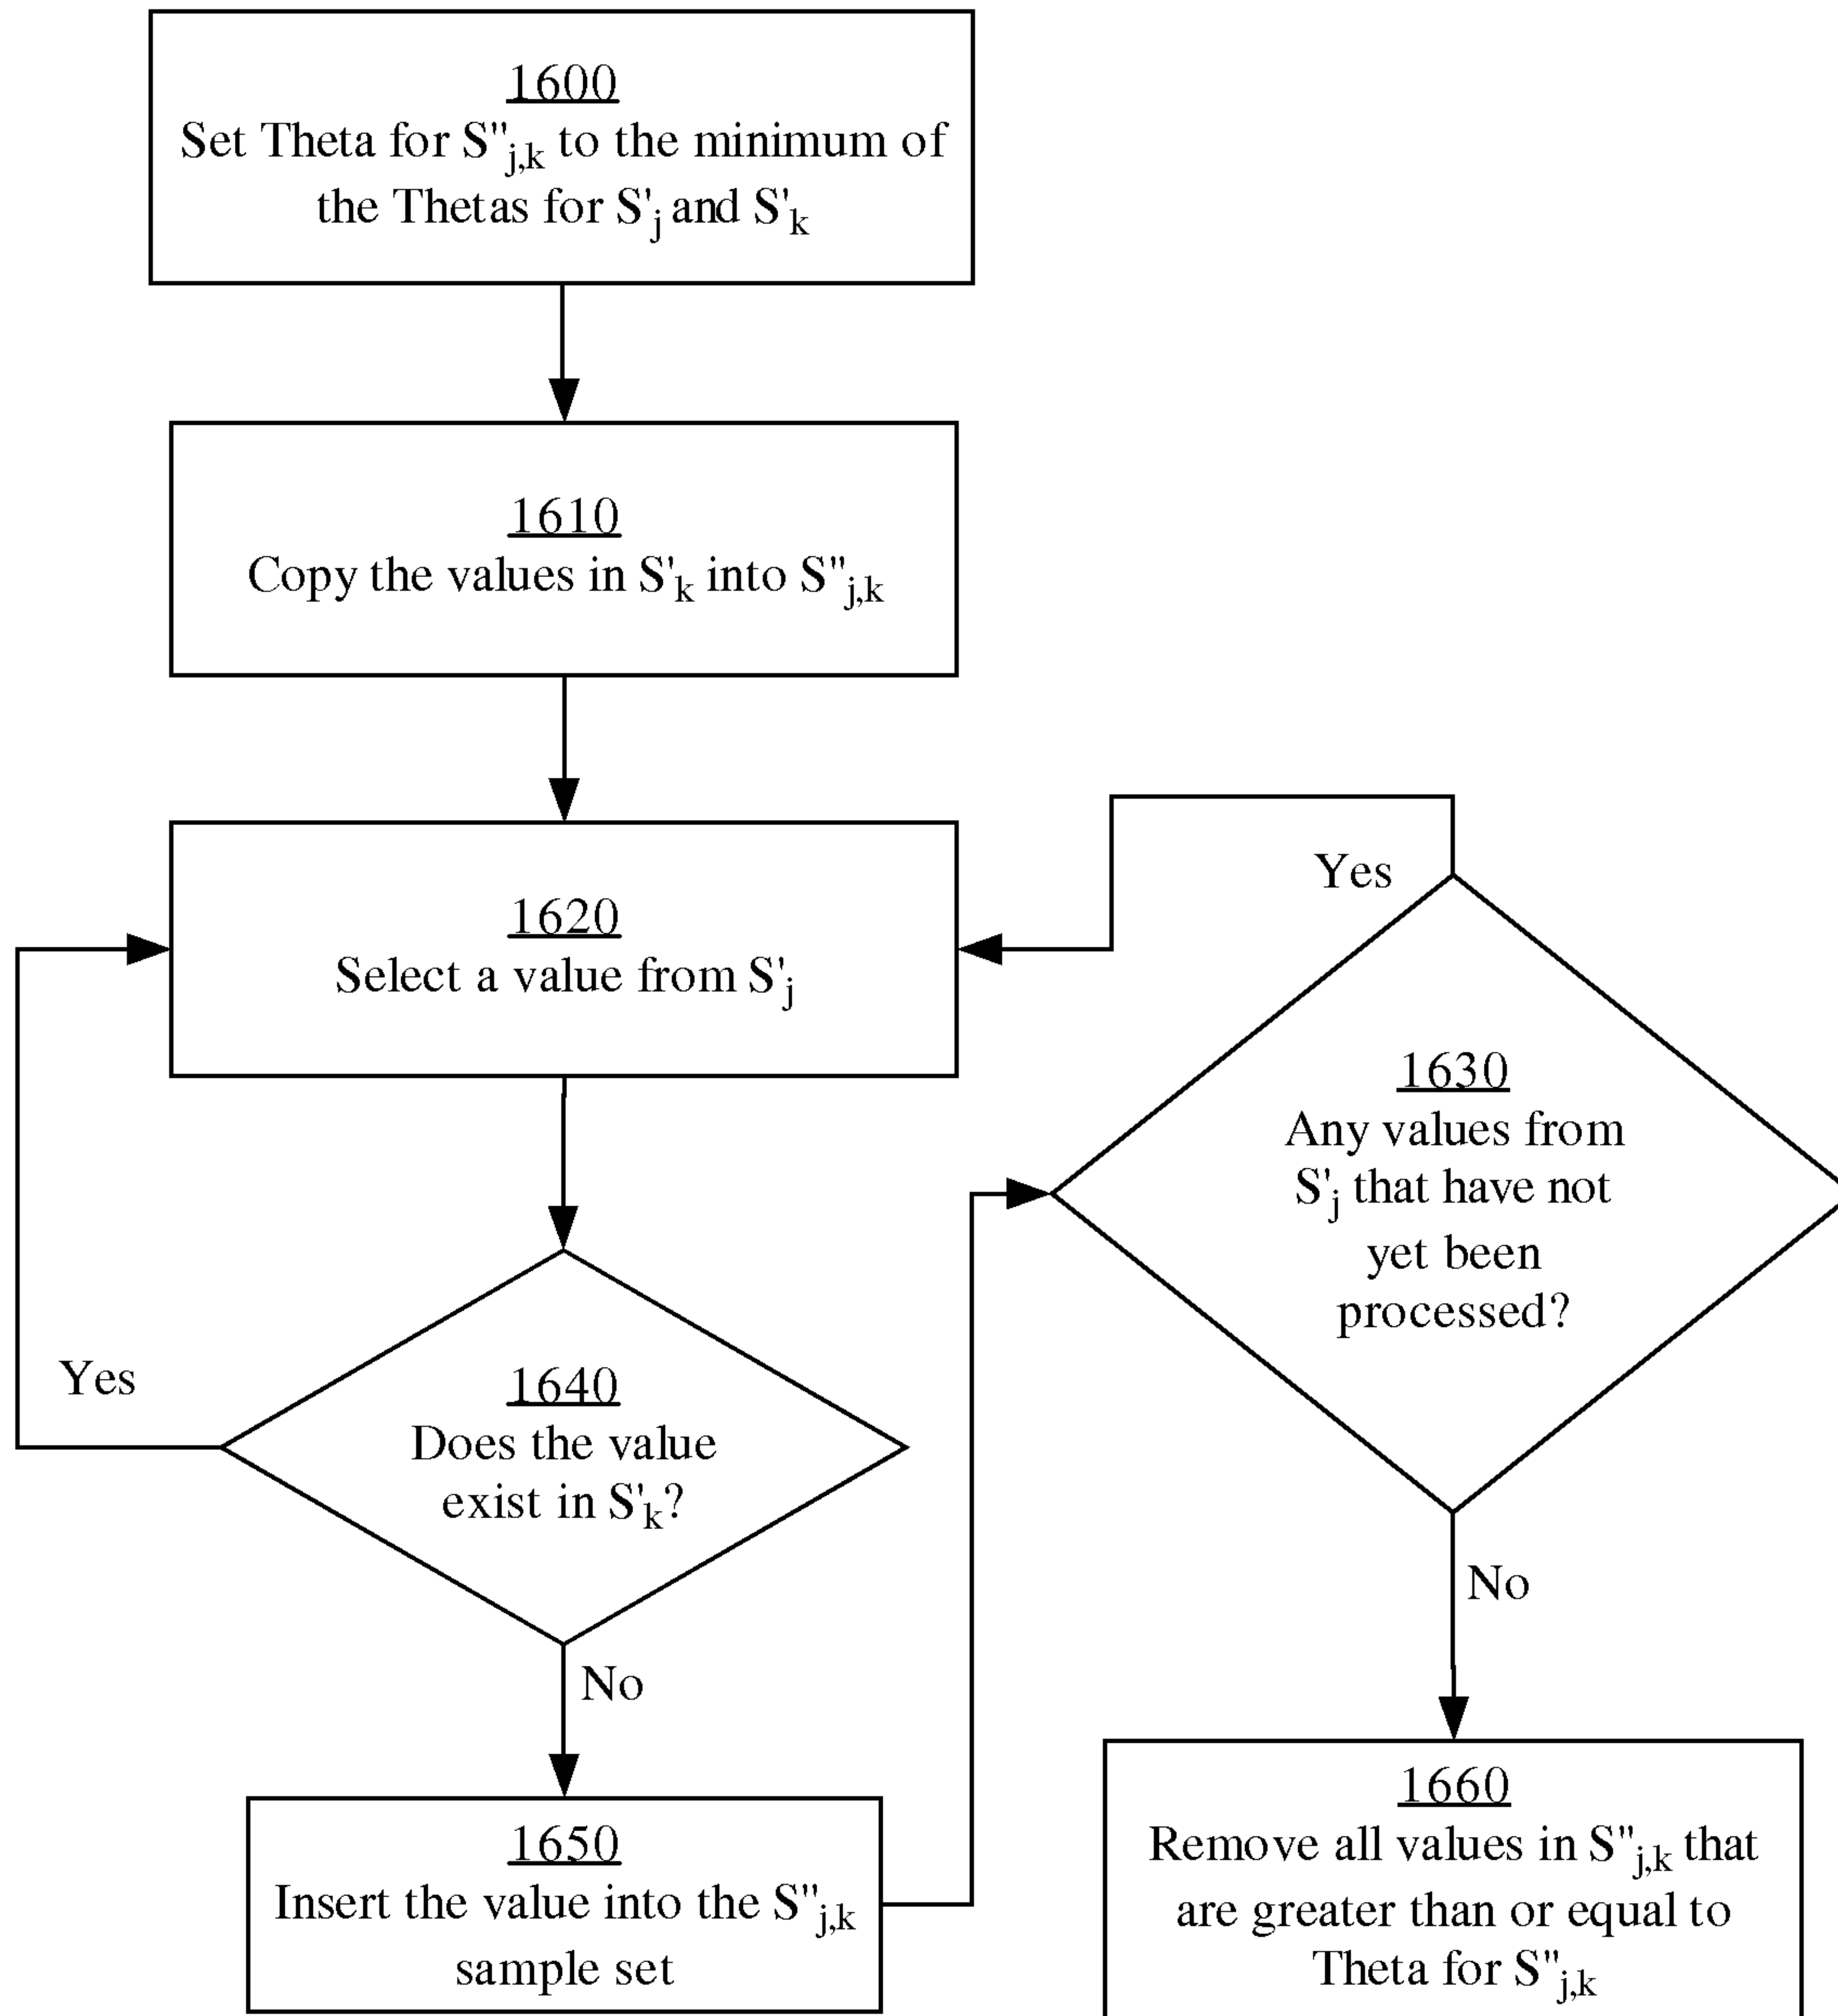 1600
Set Theta for S"j,k to the minimum of
the Thetas for S'j and S'k
1610
Copy the values in S'k into S"j,k
1620
Select a value from S'j
Yes
1630
Any values from
S'j that have not
yet been
processed?
Yes
1640
Does the value
exist in S'k?
No
No
1650
Insert the value into the S"j,k
sample set
1660
Remove all values in S"j,k that
are greater than or equal to
Theta for S"j,k